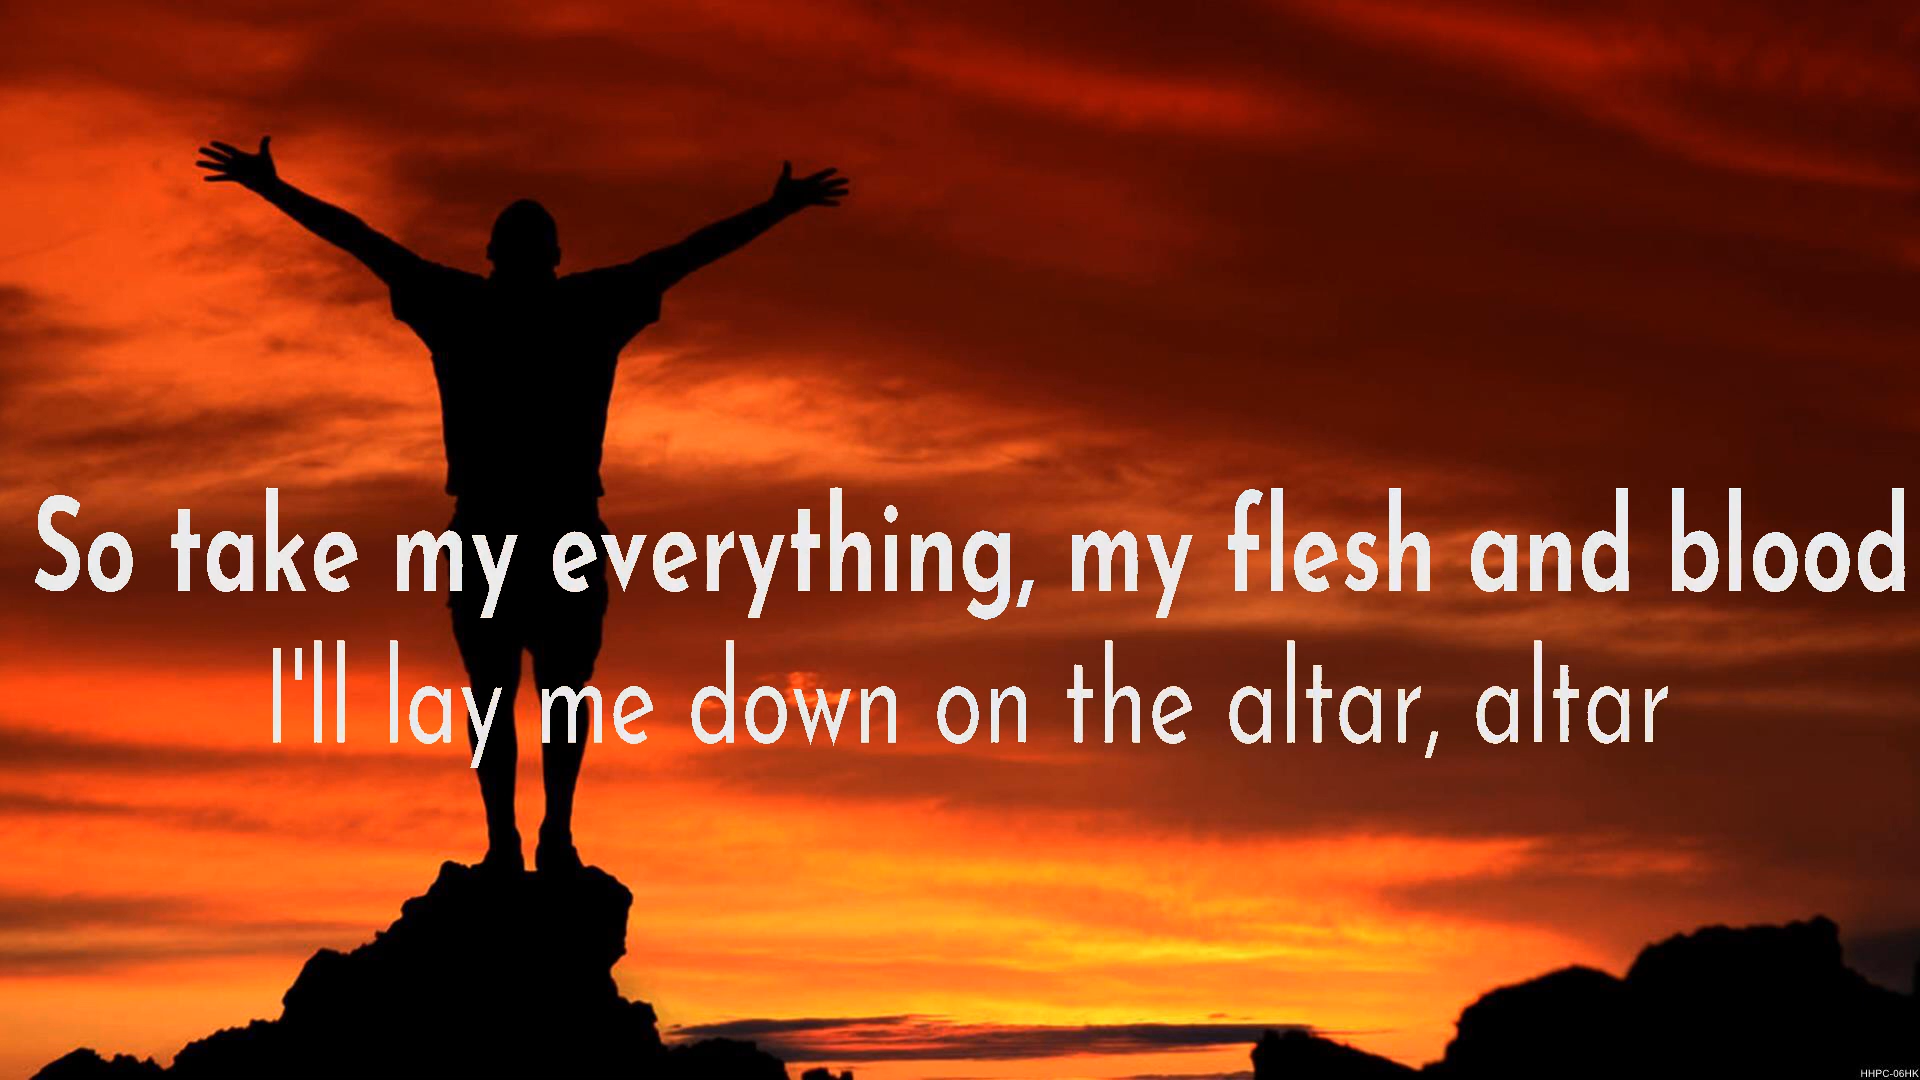 So take my everything, my flesh and blood
I'll lay me down on the altar, altar
HHPC-06HK